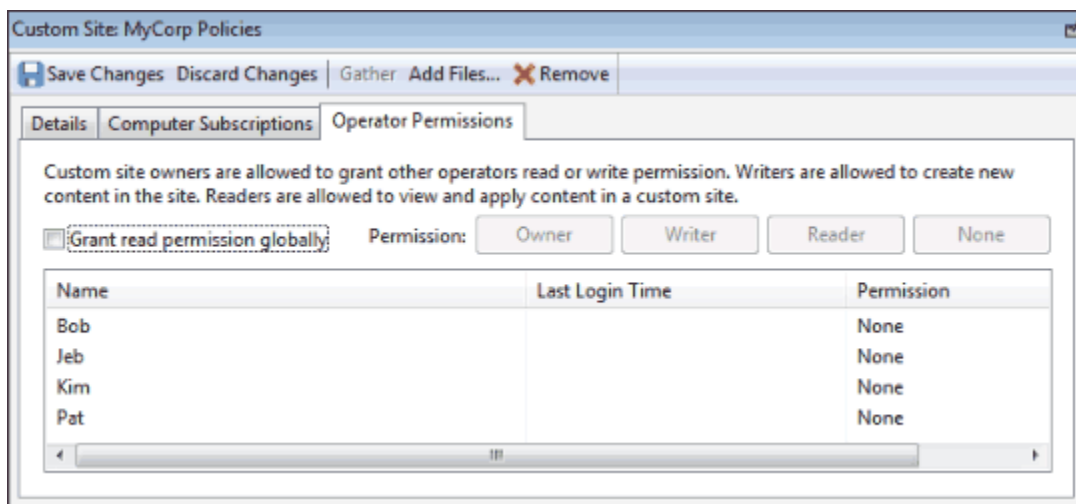 Custom Site: MyCorp Policies
Save Changes Discard Changes Gather Add Files... Remove
Details Computer Subscriptions Operator Permissions
Custom site owners are allowed to grant other operators read or write permission. Writers are allowed to create new
content in the site. Readers are allowed to view and apply content in a custom site.
Grant read permission globally Permission: Owner Writer Reader None
Name Last Login Time Permission
Bob None
Jeb None
Kim None
Pat None